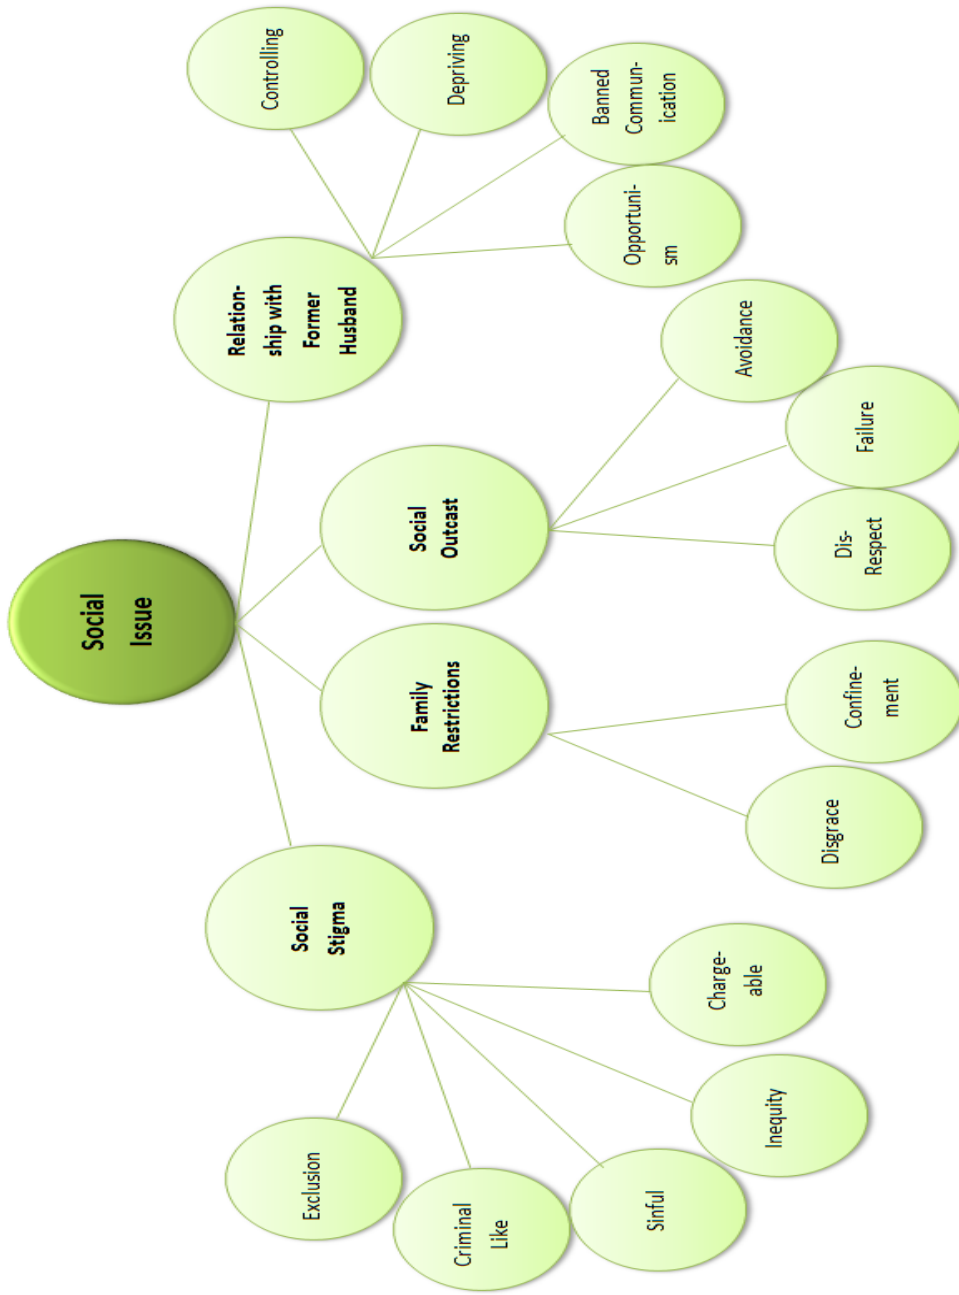 Social
Issue
Social
Stigma
Family
Restrictions
Social
Outcast
Relation-
ship with
Former
Husband
Exclusion
Criminal
Like
Sinful
Inequity
Charge-
able
Disgrace
Confine-
ment
Dis-
Respect
Failure
Avoidance
Opportuni-
sm
Banned
Commun-
ication
Depriving
Controlling